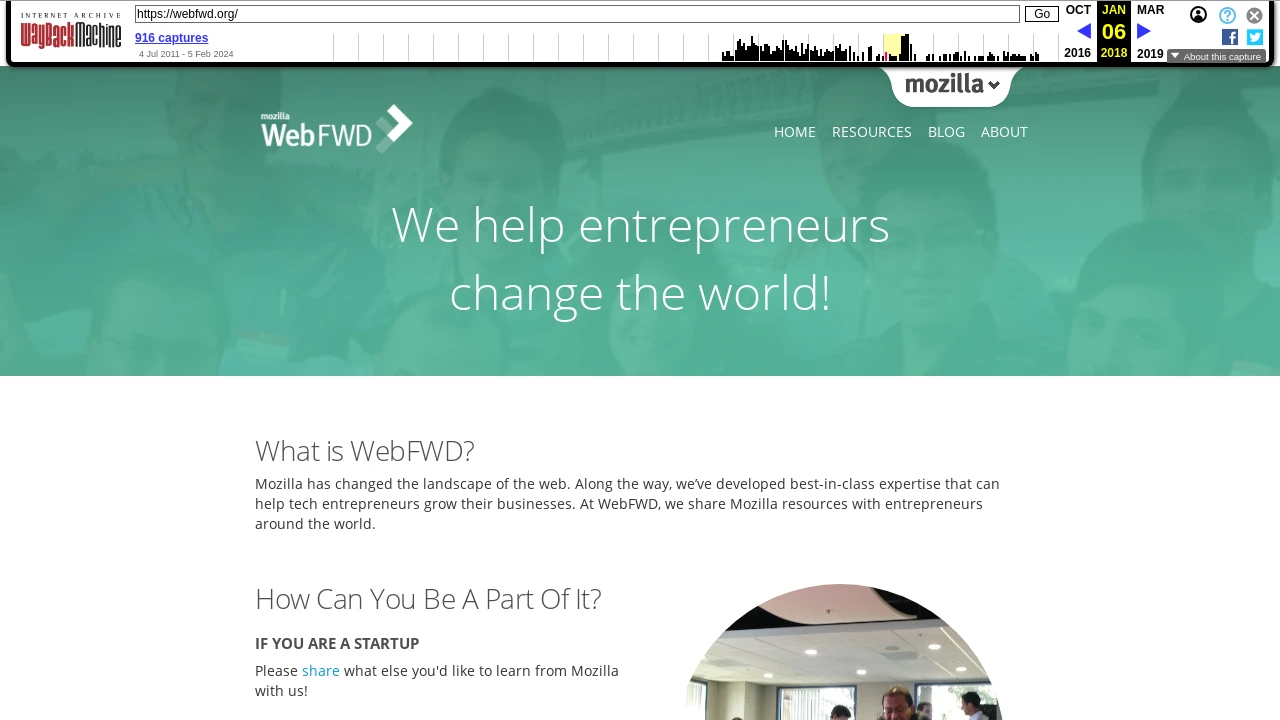 INTERNET ARCHIVE
WayBackMachine
https://webfwd.org/
Go
916 captures
4 Jul 2011 - 5 Feb 2024
OCT JAN MAR
06
2016 2018 2019
About this capture
mozilla
mozilla
WebFWD
HOME RESOURCES BLOG ABOUT
We help entrepreneurs
change the world!
What is WebFWD?
Mozilla has changed the landscape of the web. Along the way, we’ve developed best-in-class expertise that can
help tech entrepreneurs grow their businesses. At WebFWD, we share Mozilla resources with entrepreneurs
around the world.
How Can You Be A Part Of It?
IF YOU ARE A STARTUP
Please share what else you'd like to learn from Mozilla
with us!